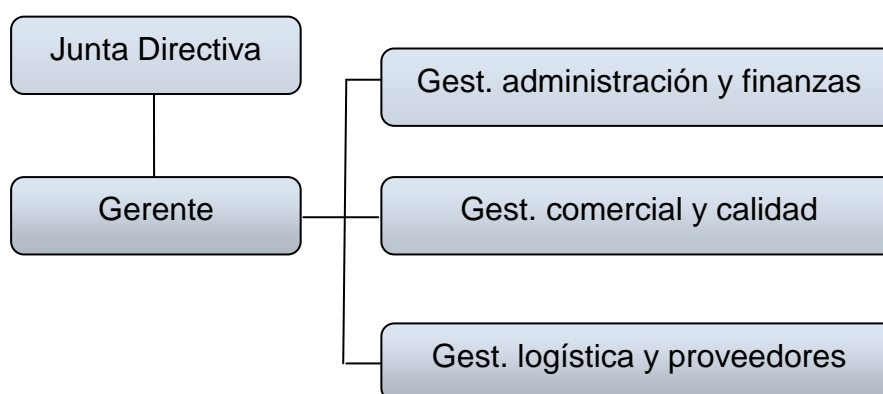 Junta Directiva
Gerente
Gest. administración y finanzas
Gest. comercial y calidad
Gest. logística y proveedores